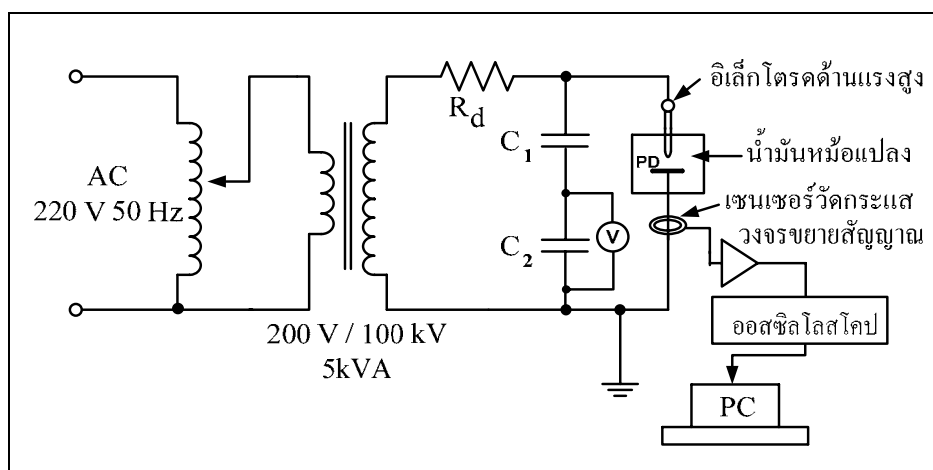 AC
220 V 50 Hz
200 V / 100 kV
5kVA
Rd
C1
C2
V
PD
อิเล็กโตรดด้านแรงสูง
น้ำมันหม้อแปลง
เซนเซอร์วัดกระแส
วงจรขยายสัญญาณ
ออสซิลโลสโคป
PC